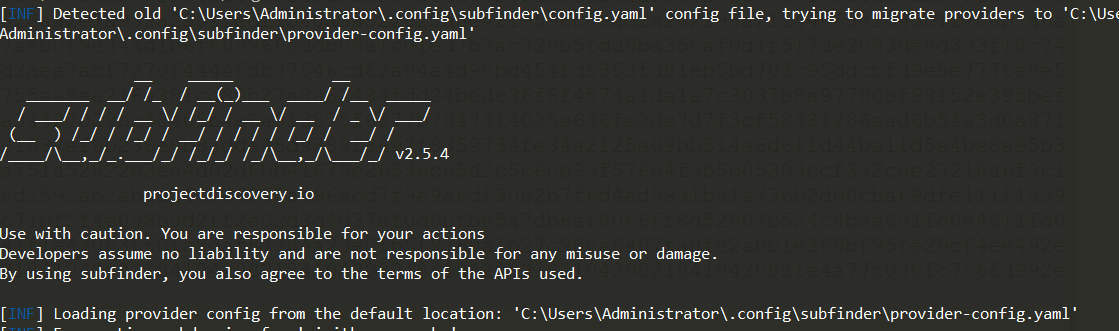 [INF] Detected old 'C:\Users\Administrator\.config\subfinder\config.yaml' config file, trying to migrate providers to 'C:\Use
Administrator\.config\subfinder\provider-config.yaml'
subfinder v2.5.4
projectdiscovery.io
Use with caution. You are responsible for your actions
Developers assume no liability and are not responsible for any misuse or damage.
By using subfinder, you also agree to the terms of the APIs used.
[INF] Loading provider config from the default location: 'C:\Users\Administrator\.config\subfinder\provider-config.yaml'